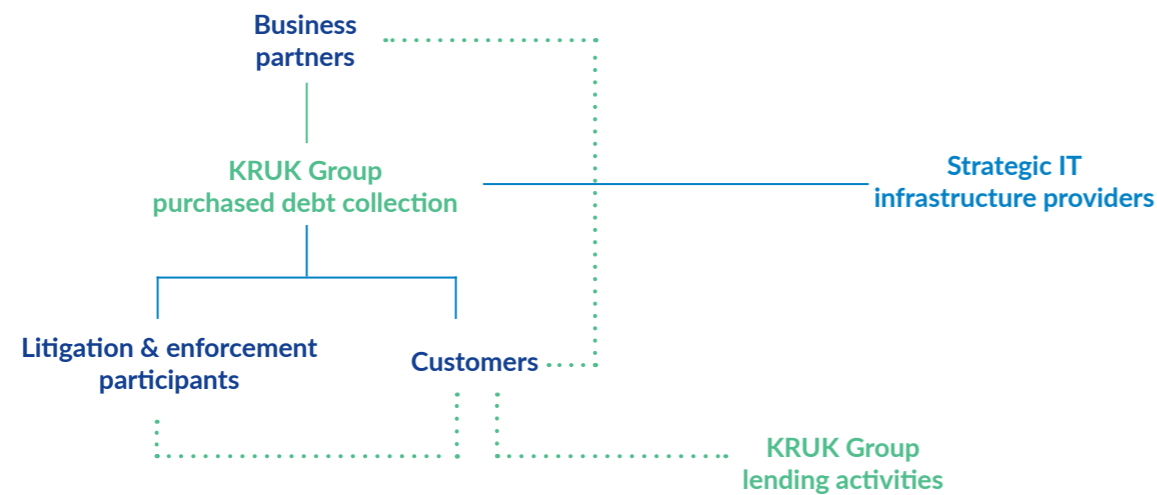 Business
partners
KRUK Group
purchased debt collection
Strategic IT
infrastructure providers
Litigation & enforcement
participants
Customers
KRUK Group
lending activities